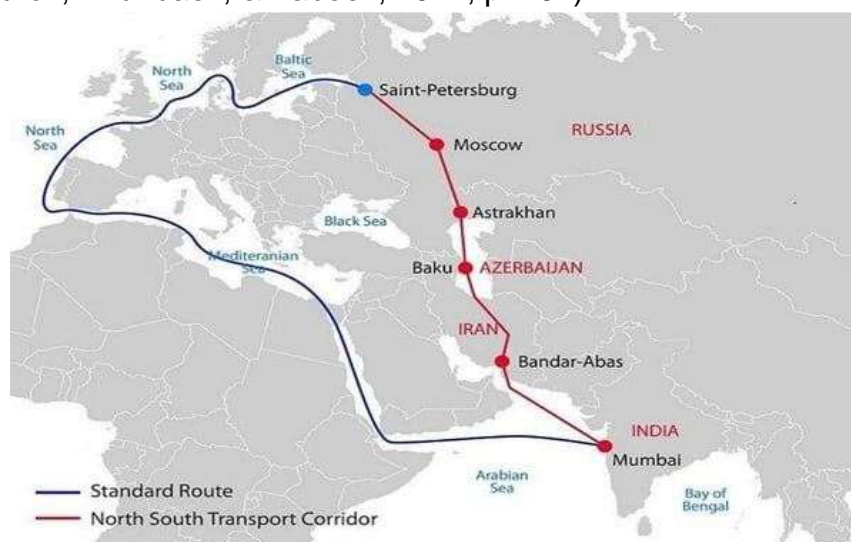 North
Sea
Baltic
Sea
Saint-Petersburg
North
Sea
RUSSIA
Moscow
Astrakhan
Black Sea
Mediteranian
Sea
Baku
AZERBAIJAN
IRAN
Bandar-Abas
INDIA
Mumbai
Arabian
Sea
Bay of
Bengal
Standard Route
North South Transport Corridor